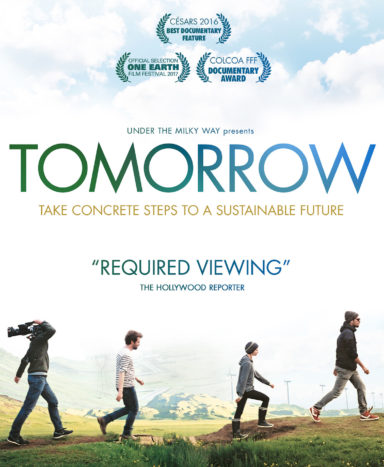 CÉSARS 2016
BEST DOCUMENTARY
FEATURE
OFFICIAL SELECTION
ONE EARTH
FILM FESTIVAL 2017
COLCOA FFF
DOCUMENTARY
AWARD
UNDER THE MILKY WAY presents
TOMORROW
TAKE CONCRETE STEPS TO A SUSTAINABLE FUTURE
“REQUIRED VIEWING”
THE HOLLYWOOD REPORTER